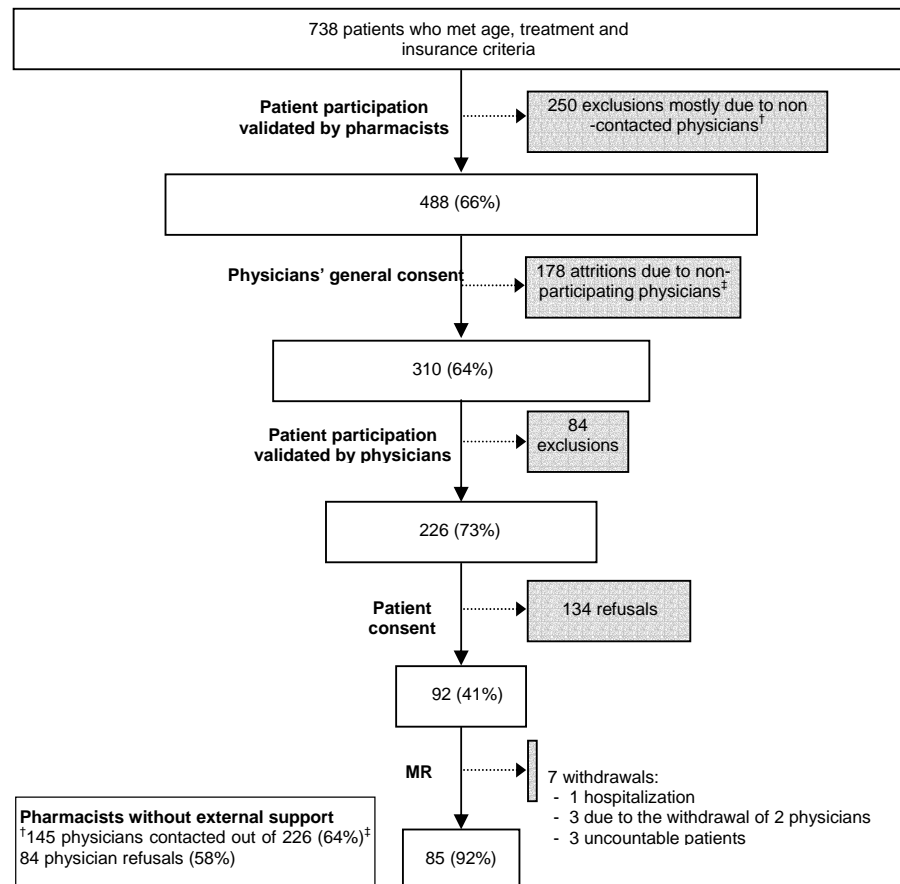 738 patients who met age, treatment and
insurance criteria
Patient participation
validated by pharmacists
250 exclusions mostly due to non
-contacted physicians†
488 (66%)
Physicians’ general consent
178 attritions due to non-
participating physicians‡
310 (64%)
Patient participation
validated by physicians
84
exclusions
226 (73%)
Patient
consent
134 refusals
92 (41%)
MR
7 withdrawals:
- 1 hospitalization
- 3 due to the withdrawal of 2 physicians
- 3 uncountable patients
Pharmacists without external support
†145 physicians contacted out of 226 (64%)‡
84 physician refusals (58%)
85 (92%)